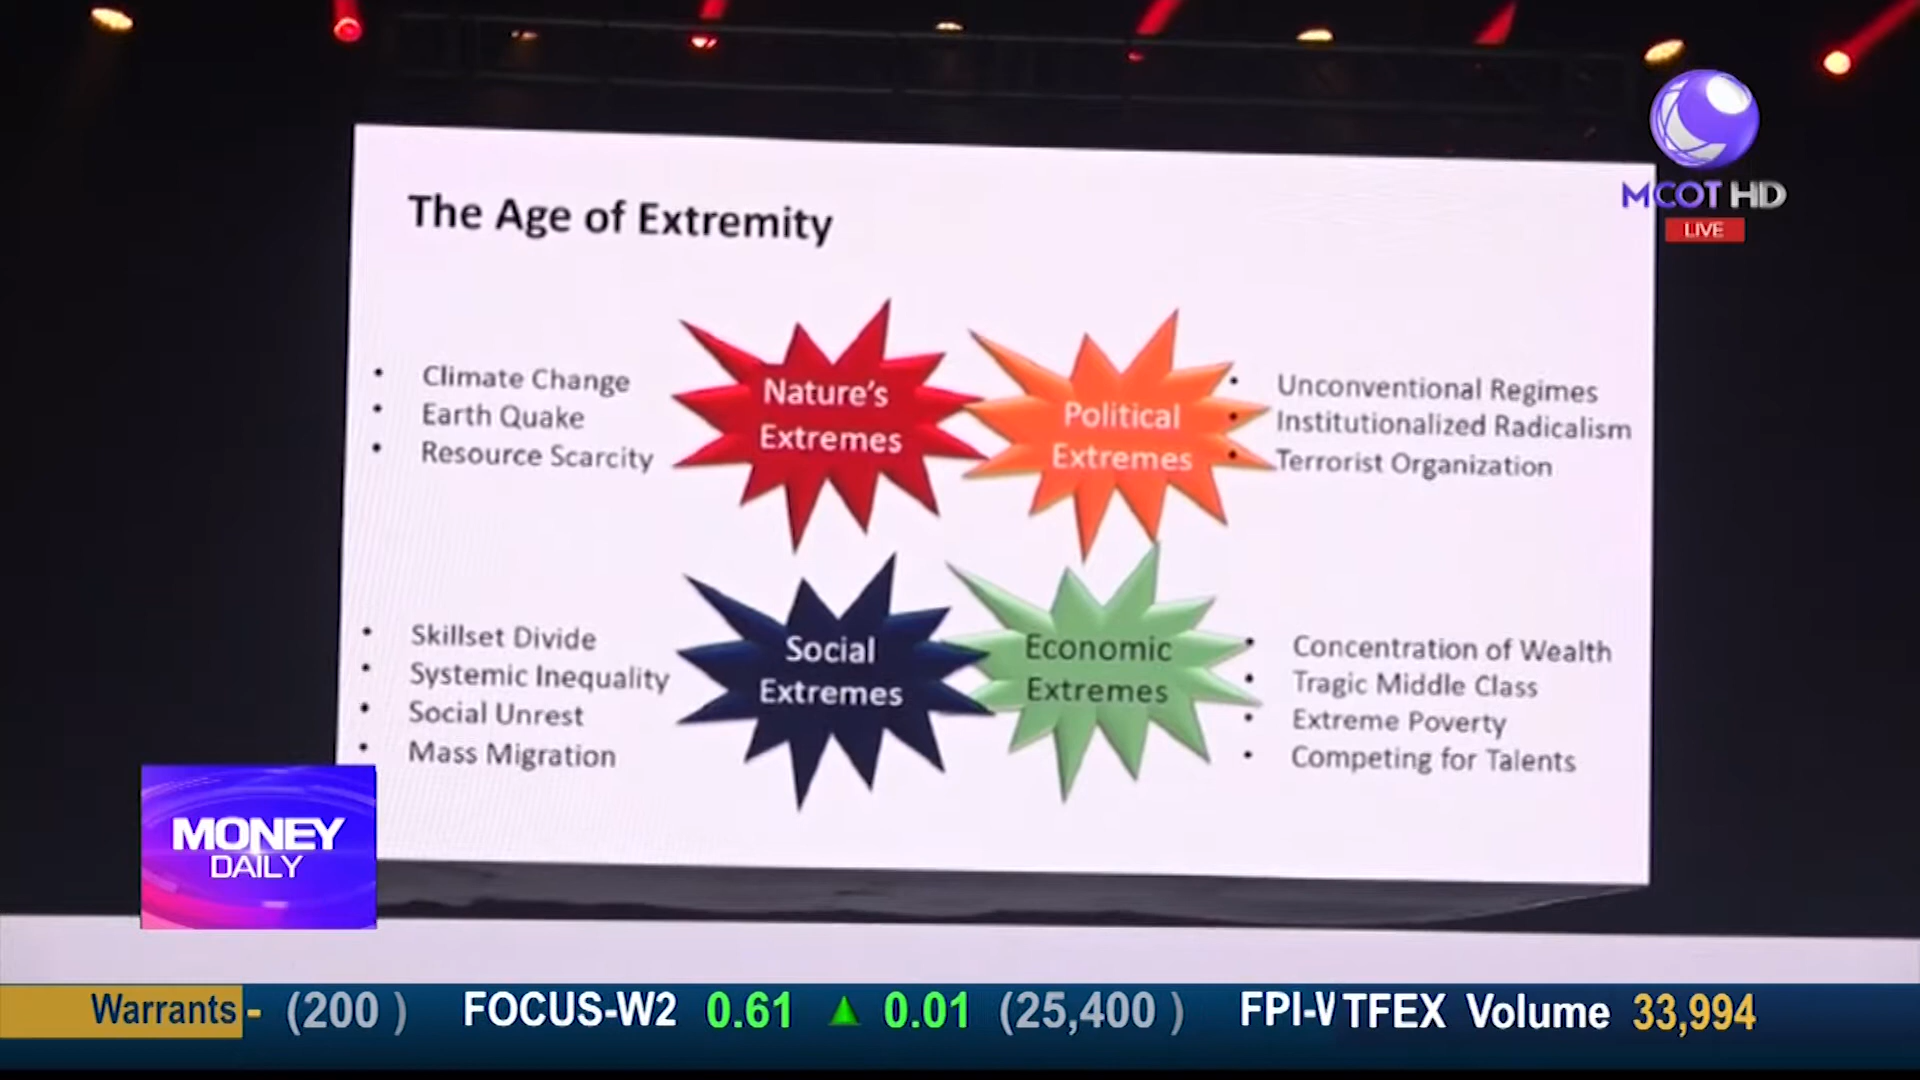 MCOT HD
LIVE
The Age of Extremity
• Climate Change
• Earth Quake
• Resource Scarcity
Nature's
Extremes
Political
Extremes
• Unconventional Regimes
• Institutionalized Radicalism
• Terrorist Organization
• Skillset Divide
• Systemic Inequality
• Social Unrest
• Mass Migration
Social
Extremes
Economic
Extremes
• Concentration of Wealth
• Tragic Middle Class
• Extreme Poverty
• Competing for Talents
MONEY
DAILY
Warrants - (200 ) FOCUS-W2 0.61 ▲ 0.01 (25,400 ) FPI-W TFEX Volume 33,994